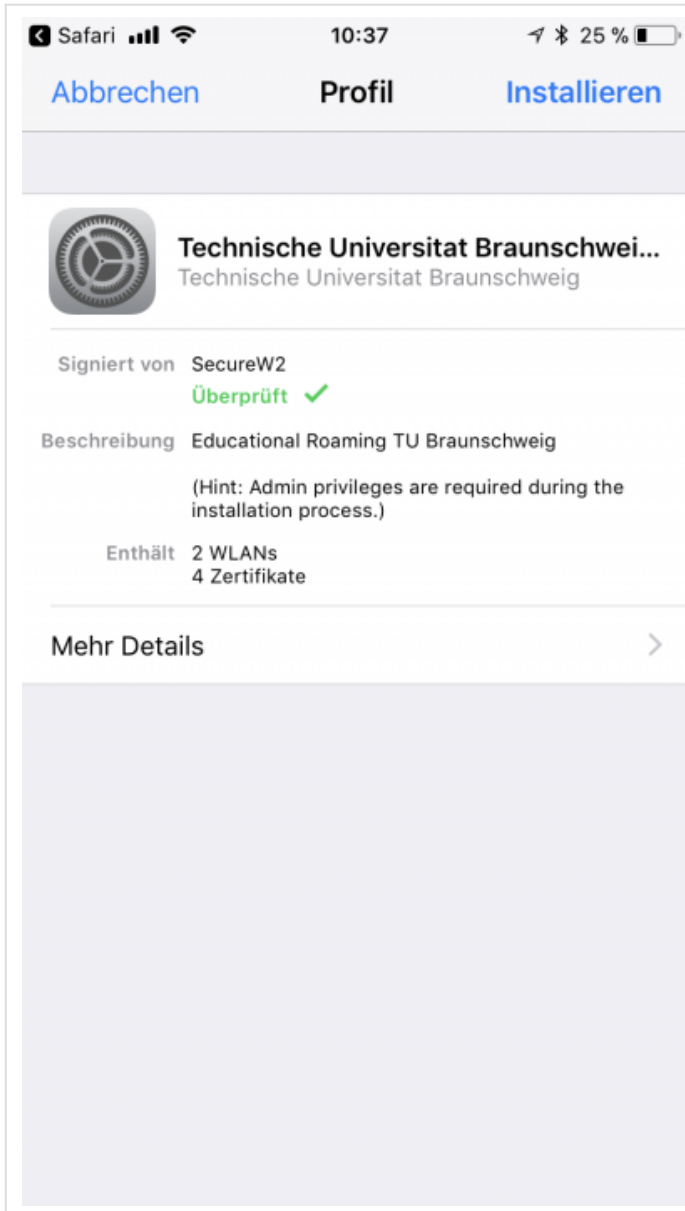 Safari 10:37 25 %
Abbrechen Profil Installieren
Technische Universitat Braunschwei...
Technische Universitat Braunschweig
Signiert von SecureW2
Überprüft
Beschreibung Educational Roaming TU Braunschweig
(Hint: Admin privileges are required during the
installation process.)
Enthält 2 WLANs
4 Zertifikate
Mehr Details